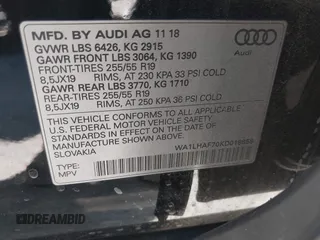 MFD. BY AUDI AG 11 18
GVWR LBS 6426, KG 2915
GAWR FRONT LBS 3064, KG 1390
FRONT-TIRES 255/55 R19
8,5JX19 RIMS, AT 230 KPA 33 PSI COLD
GAWR REAR LBS 3770, KG 1710
REAR-TIRES 255/55 R19
8,5JX19 RIMS, AT 250 KPA 36 PSI COLD
THIS VEHICLE CONFORMS TO ALL APPLICABLE
U.S. FEDERAL MOTOR VEHICLE SAFETY
STANDARDS IN EFFECT ON THE DATE OF
MANUFACTURE SHOWN ABOVE.
SLOVAKIA
TYPE:
MPV
Audi
DREAMBID